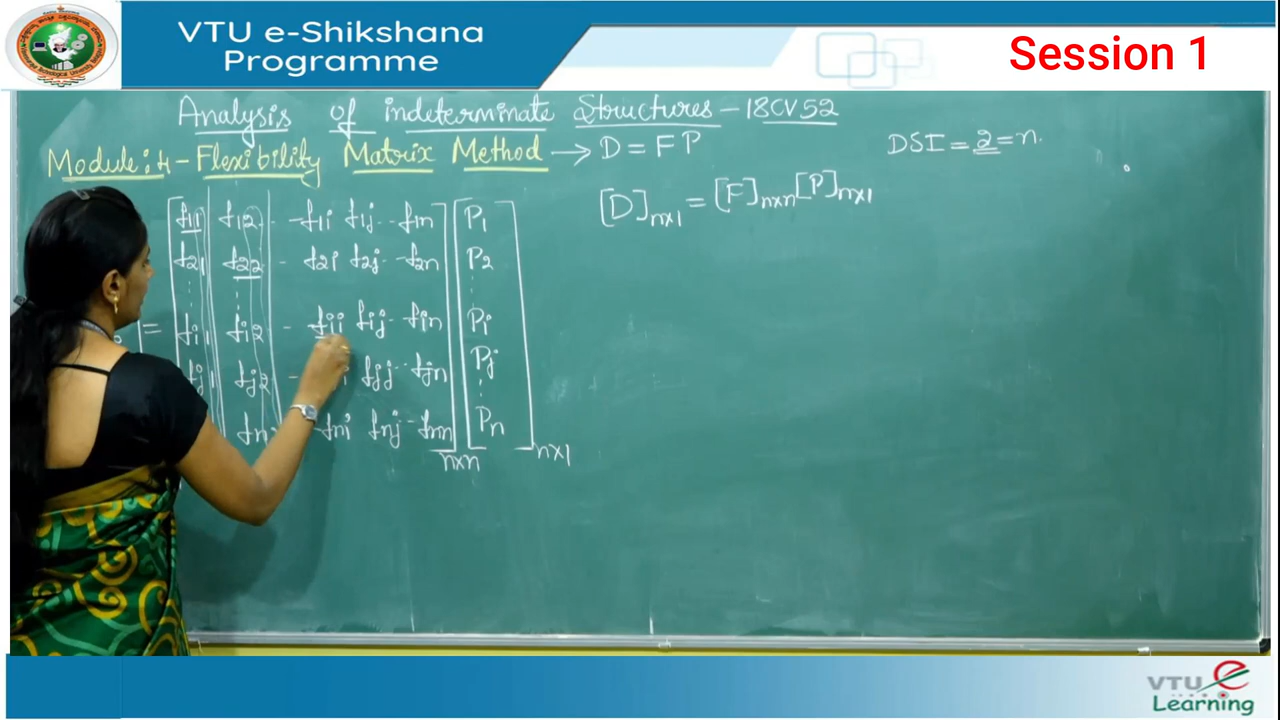 VTU e-Shikshana
Programme
Session 1
Analysis of indeterminate Structures - 18CV52
Module: 4 - Flexibility Matrix Method → D = F P
DSI = 2 = n.
[D]n×1 = [F]n×n [P]n×1
f11 f12 - - f1i f1j - - f1n P1
f21 f22 - f2i f2j - - f2n P2
= fi1 fi2 - fii fij - - fin Pi
fj1 fj2 - fjj - - fjn Pj
fn - fni fnj - - fnn Pn
n×n n×1
VTU e
Learning